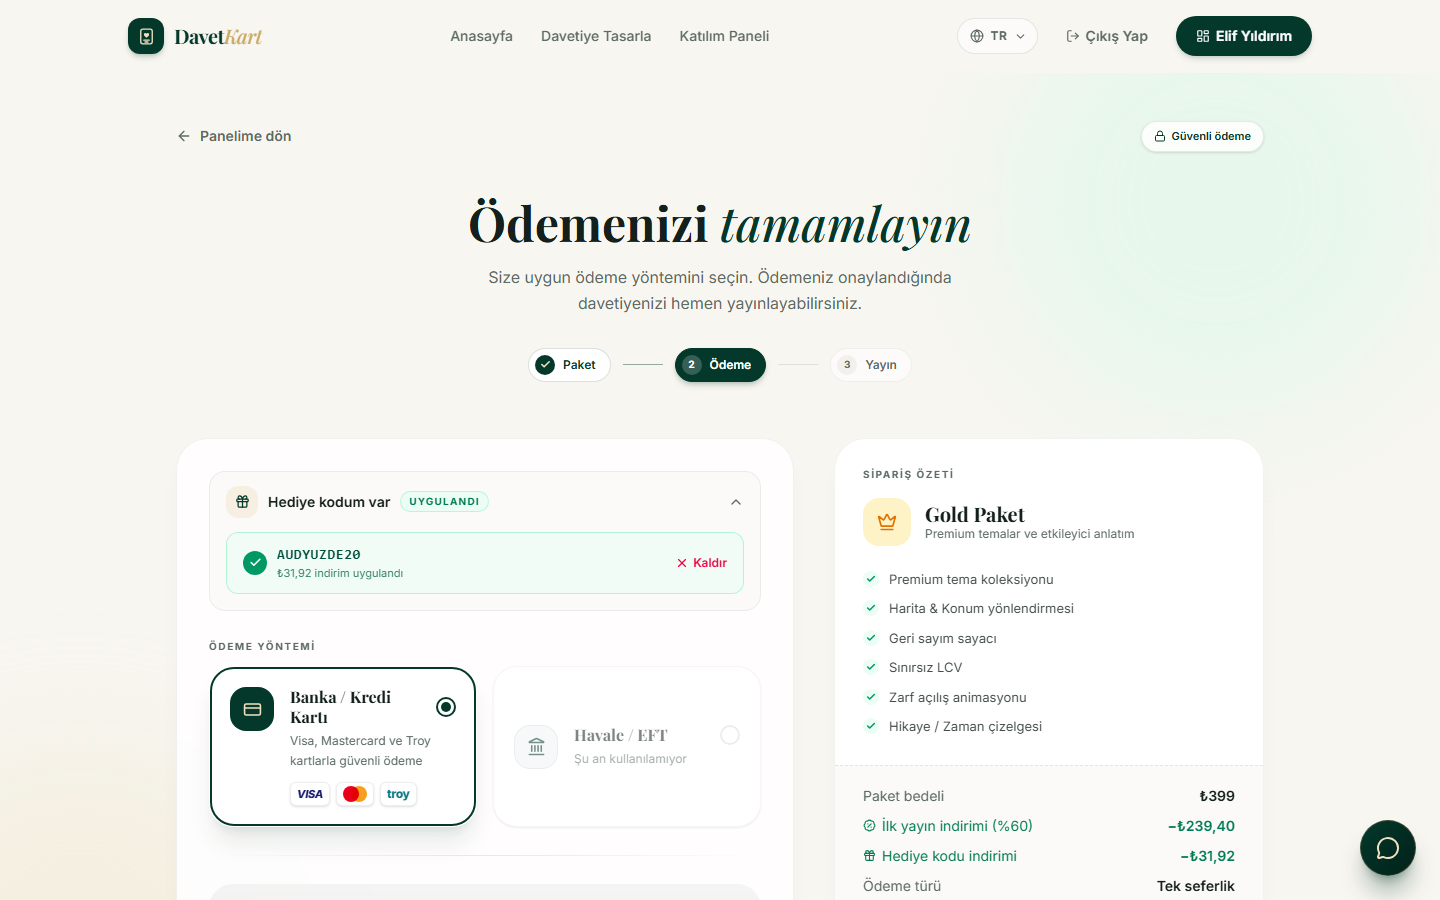 DavetKart
Anasayfa
Davetiye Tasarla
Katılım Paneli
TR
Çıkış Yap
Elif Yıldırım
Panelime dön
Güvenli ödeme
Ödemenizi tamamlayın
Size uygun ödeme yöntemini seçin. Ödemeniz onaylandığında
davetiyenizi hemen yayınlayabilirsiniz.
Paket
2 Ödeme
3 Yayın
Hediye kodum var
UYGULANDI
AUDYUZDE20
₺31,92 indirim uygulandı
Kaldır
ÖDEME YÖNTEMİ
Banka / Kredi
Kartı
Visa, Mastercard ve Troy
kartlarla güvenli ödeme
VISA
troy
Havale / EFT
Şu an kullanılamıyor
SİPARİŞ ÖZETİ
Gold Paket
Premium temalar ve etkileyici anlatım
Premium tema koleksiyonu
Harita & Konum yönlendirmesi
Geri sayım sayacı
Sınırsız LCV
Zarf açılış animasyonu
Hikaye / Zaman çizelgesi
Paket bedeli ₺399
İlk yayın indirimi (%60) −₺239,40
Hediye kodu indirimi −₺31,92
Ödeme türü Tek seferlik